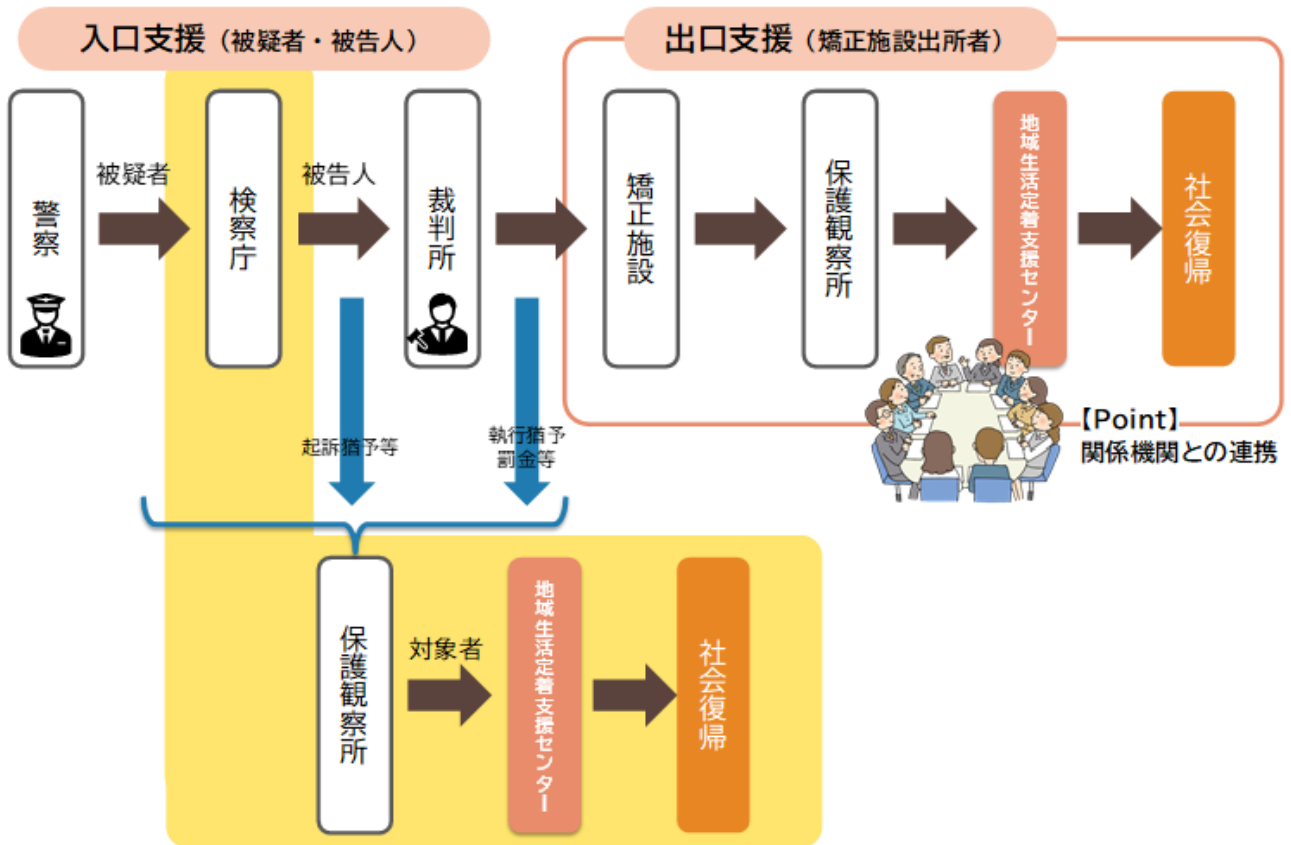 入口支援（被疑者・被告人）
出口支援（矯正施設出所者）
警察
被疑者
検察庁
被告人
裁判所
矯正施設
保護観察所
地域生活定着支援センター
社会復帰
起訴猶予等
執行猶予
罰金等
【Point】
関係機関との連携
保護観察所
対象者
地域生活定着支援センター
社会復帰